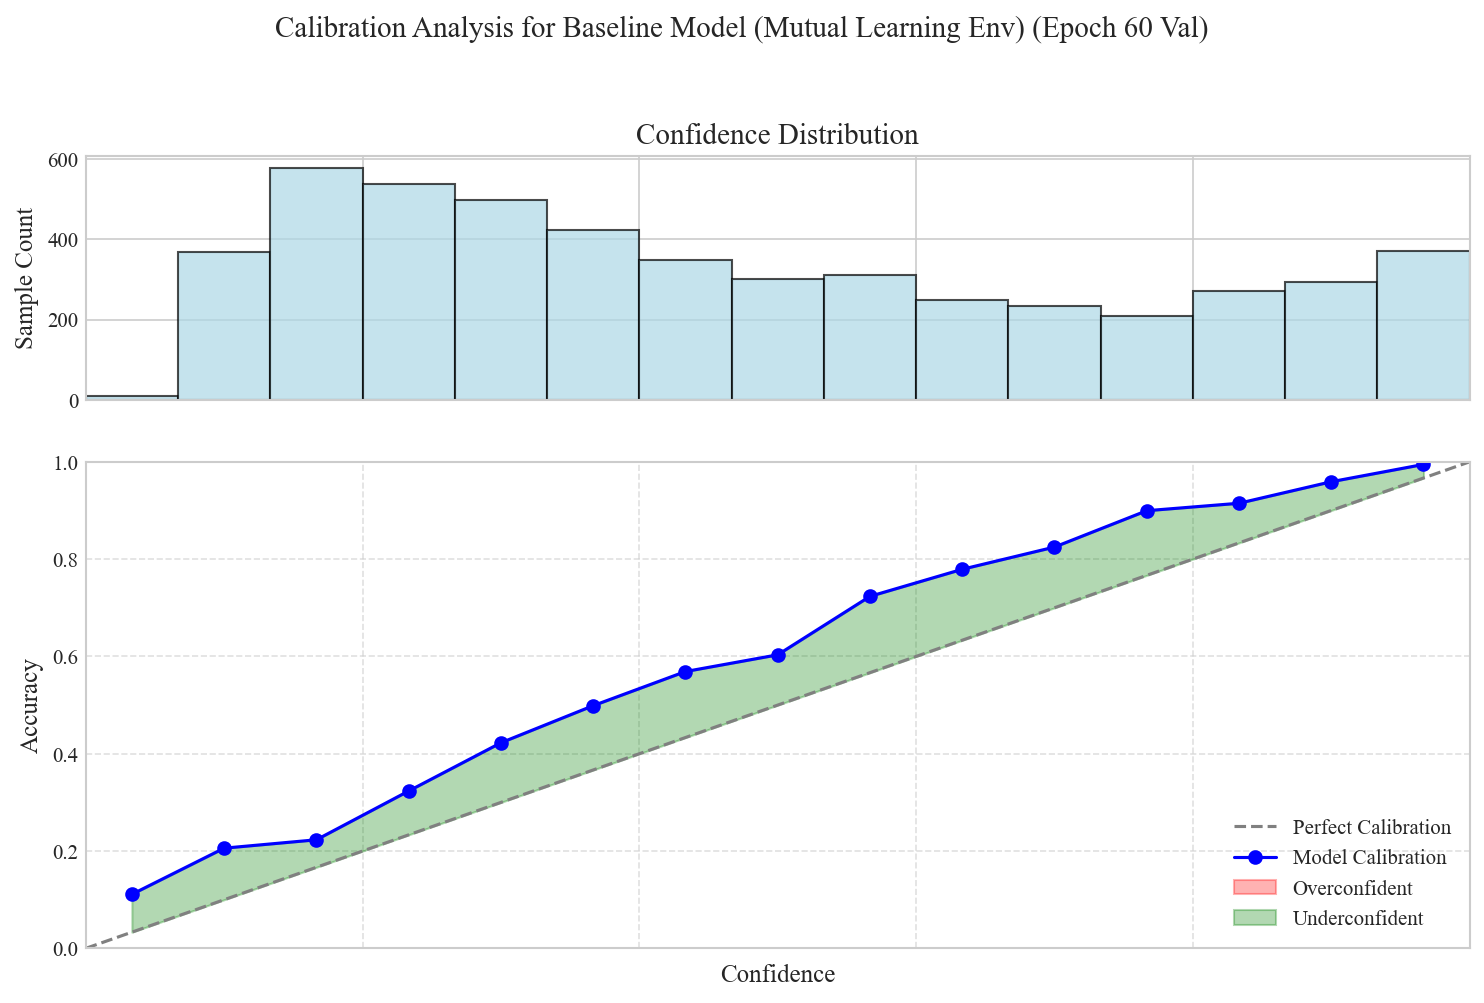 Calibration Analysis for Baseline Model (Mutual Learning Env) (Epoch 60 Val)
Confidence Distribution
Sample Count
600
400
200
0
Accuracy
1.0
0.8
0.6
0.4
0.2
0.0
Perfect Calibration
Model Calibration
Overconfident
Underconfident
Confidence